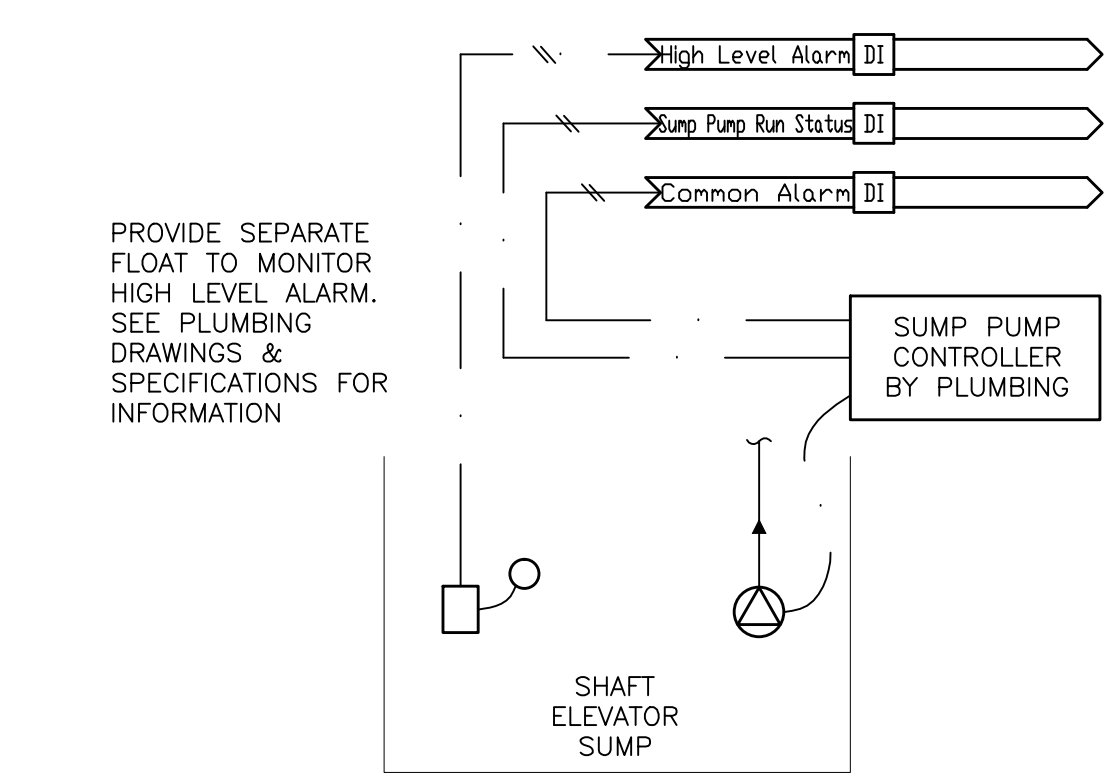 High Level Alarm DI
Sump Pump Run Status DI
Common Alarm DI
PROVIDE SEPARATE
FLOAT TO MONITOR
HIGH LEVEL ALARM.
SEE PLUMBING
DRAWINGS &
SPECIFICATIONS FOR
INFORMATION
SUMP PUMP
CONTROLLER
BY PLUMBING
SHAFT
ELEVATOR
SUMP